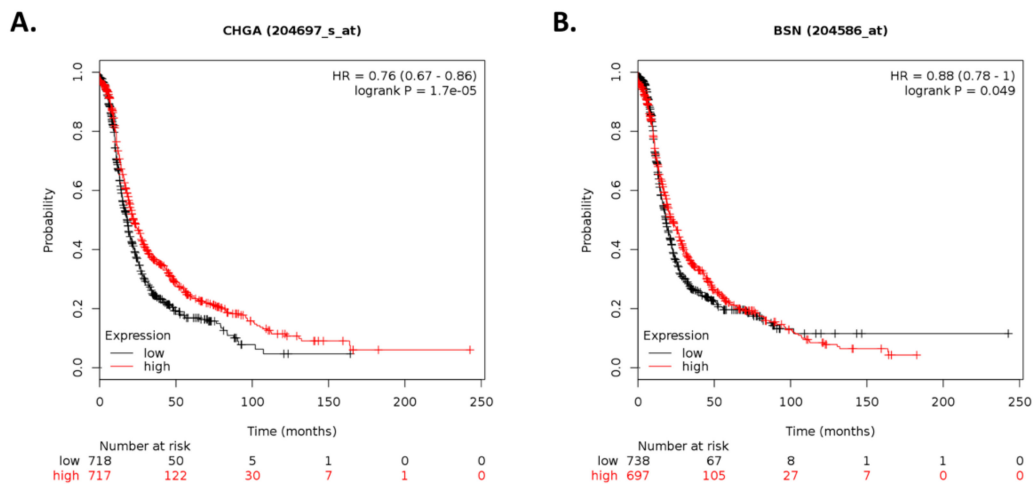 A.
CHGA (204697_s_at)
HR = 0.76 (0.67 - 0.86)
logrank P = 1.7e-05
Probability
1.0
0.8
0.6
0.4
0.2
0.0
Expression
low
high
0 50 100 150 200 250
Time (months)
Number at risk
low 718 50 5 1 0 0
high 717 122 30 7 1 0
B.
BSN (204586_at)
HR = 0.88 (0.78 - 1)
logrank P = 0.049
Probability
1.0
0.8
0.6
0.4
0.2
0.0
Expression
low
high
0 50 100 150 200 250
Time (months)
Number at risk
low 738 67 8 1 1 0
high 697 105 27 7 0 0